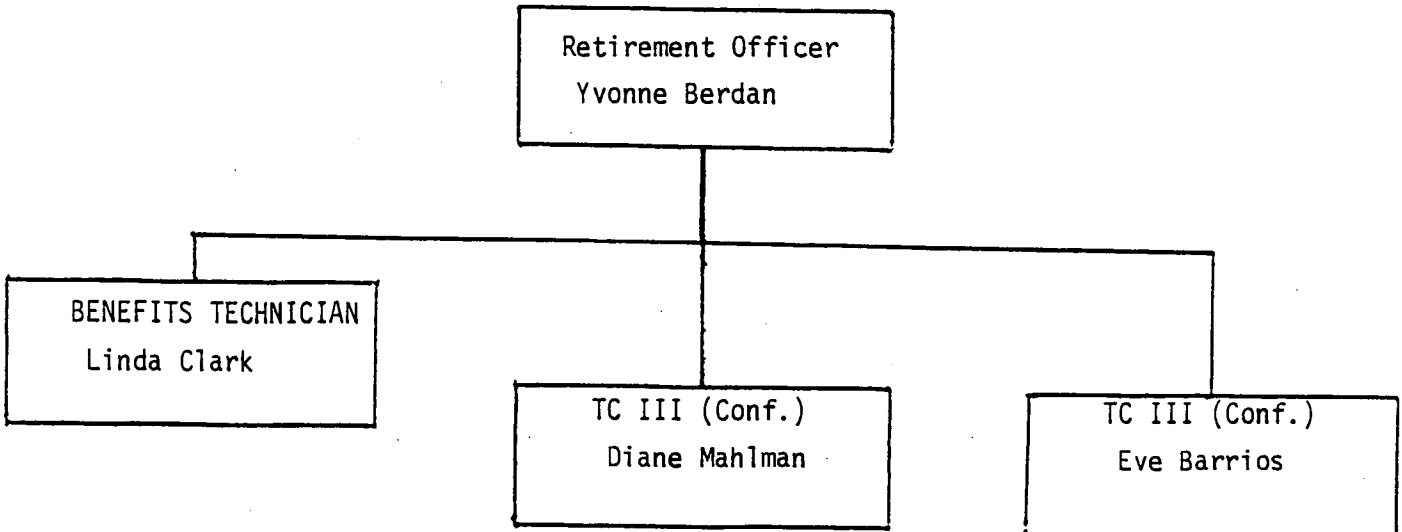 Retirement Officer
Yvonne Berdan
BENEFITS TECHNICIAN
Linda Clark
TC III (Conf.)
Diane Mahlman
TC III (Conf.)
Eve Barrios